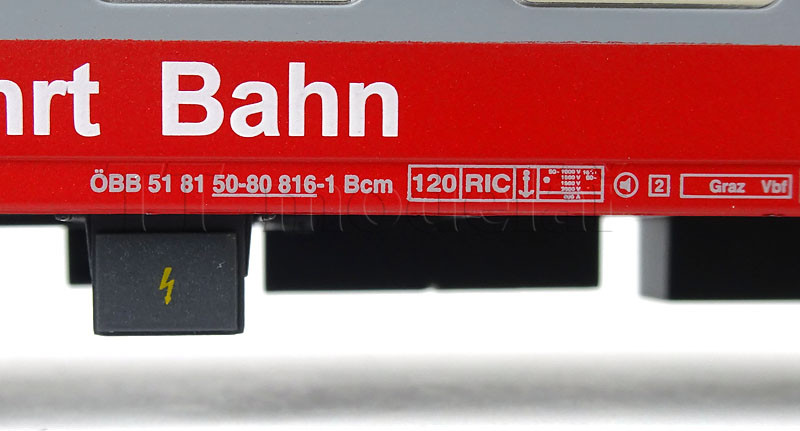 hrt Bahn
ÖBB 51 81 50-80 816-1 Bcm 120 RIC 2 Graz Vbf